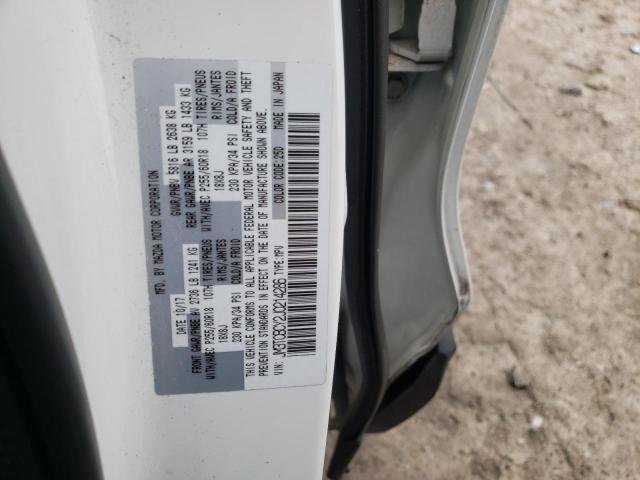 MFD. BY MAZDA MOTOR CORPORATION
DATE 10/17 GVWR/PNBV 5816 LB 2638 KG
FRONT GAWR/PNBE AV 2736 LB 1241 KG REAR GAWR/PNBE AR 3159 LB 1433 KG
WITH/AVEC P255/60R18 107H TIRES/PNEUS WITH/AVEC P255/60R18 107H TIRES/PNEUS
18X8J RIMS/JANTES 18X8J RIMS/JANTES
230 KPA/34 PSI COLD/A FROID 230 KPA/34 PSI COLD/A FROID
THIS VEHICLE CONFORMS TO ALL APPLICABLE FEDERAL MOTOR VEHICLE SAFETY AND THEFT
PREVENTION STANDARDS IN EFFECT ON THE DATE OF MANUFACTURE SHOWN ABOVE.
VIN: JM3TCBCY2J0214286 TYPE:MPV COLOR CODE:25D MADE IN JAPAN